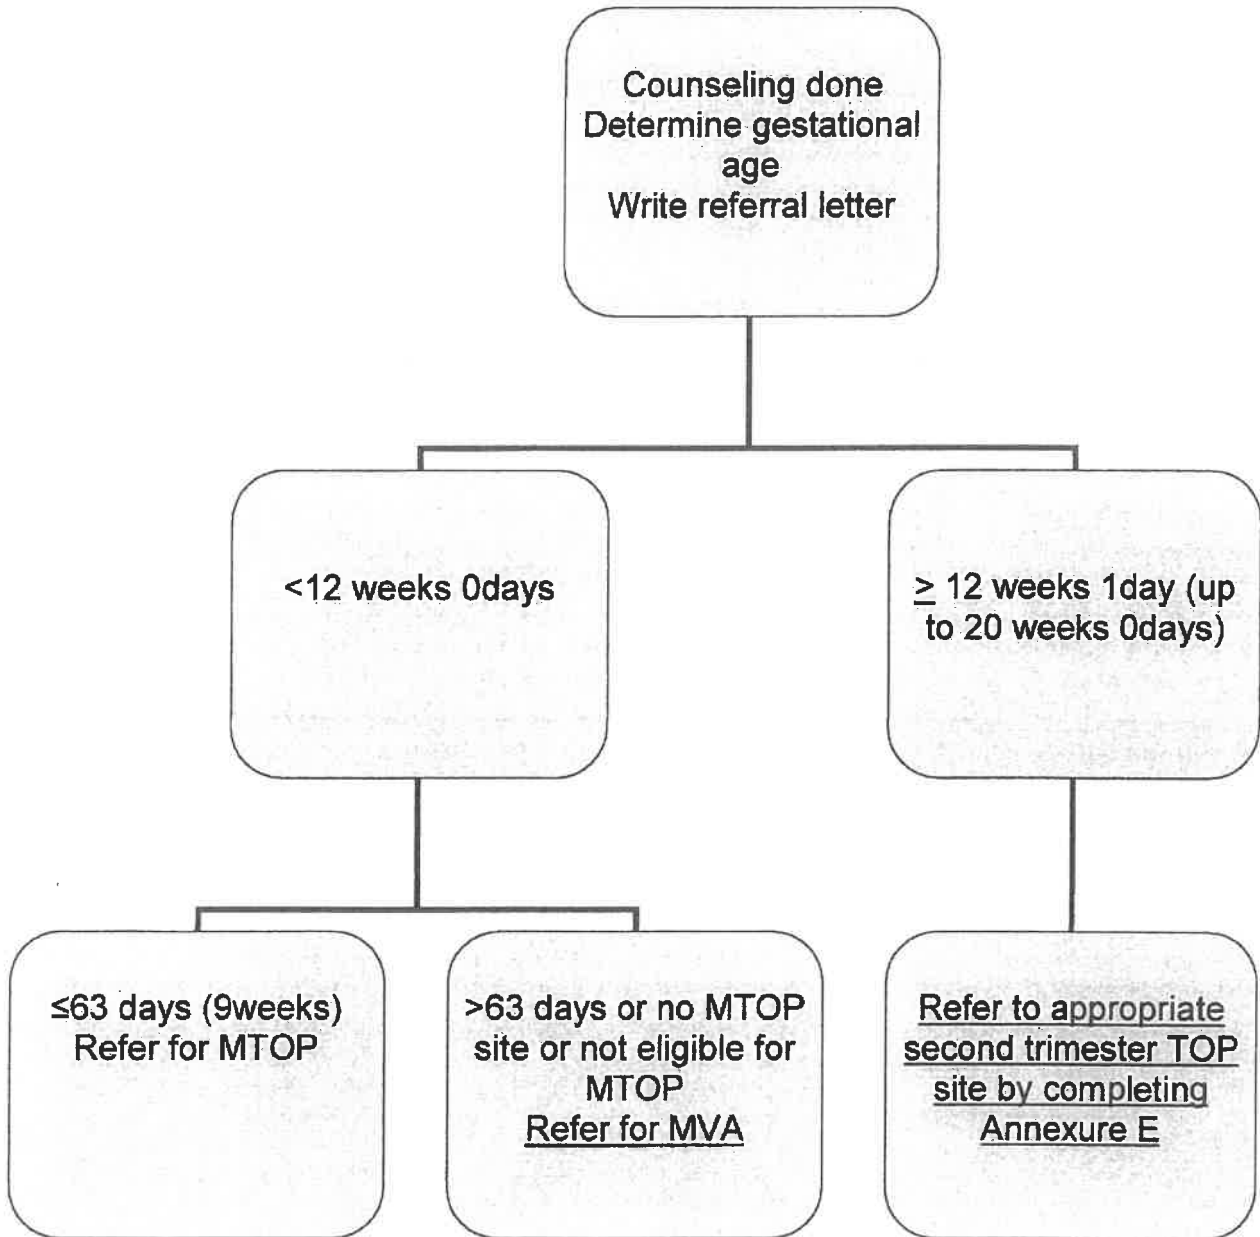 Counseling done
Determine gestational
age
Write referral letter
<12 weeks 0days
≥ 12 weeks 1day (up
to 20 weeks 0days)
≤63 days (9weeks)
Refer for MTOP
>63 days or no MTOP
site or not eligible for
MTOP
Refer for MVA
Refer to appropriate
second trimester TOP
site by completing
Annexure E